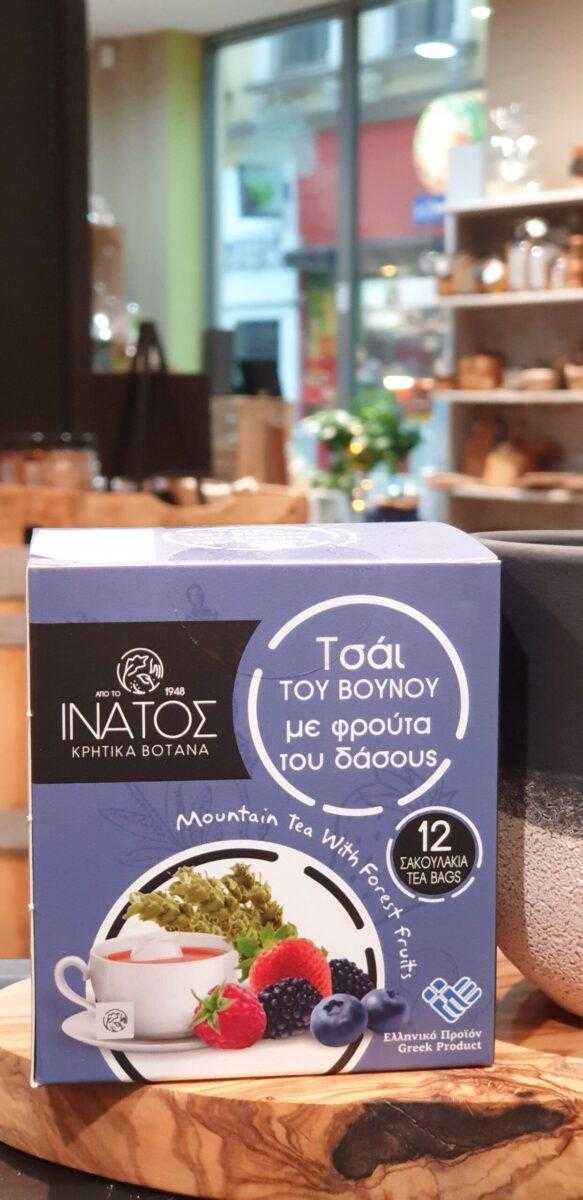 ΑΠΟ ΤΟ 1948
ΙΝΑΤΟΣ
ΚΡΗΤΙΚΑ ΒΟΤΑΝΑ
Τσάι
ΤΟΥ ΒΟΥΝΟΥ
με φρούτα
του δάσους
Mountain Tea With Forest fruits
12
ΣΑΚΟΥΛΑΚΙΑ
TEA BAGS
Ελληνικό Προϊόν
Greek Product